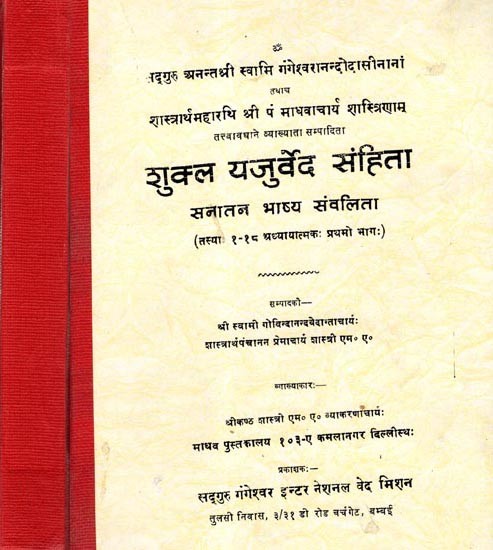 ॐ
सद्गुरु अनन्तश्री स्वामि गंगेश्वरानन्दोदासीनानां
तथाच
शास्त्रार्थमहारथि श्री पं माधवाचार्य शास्त्रिणाम्
तत्त्वावधाने व्याख्याता सम्पादिता
शुक्ल यजुर्वेद संहिता
सनातन भाष्य संवलिता
(तस्याः १-१८ अध्यायात्मकः प्रथमो भागः)
सम्पादकौ—
श्री स्वामी गोविन्दानन्दवेदान्ताचार्यः
शास्त्रार्थपंचानन प्रेमाचार्य शास्त्री एम० ए०
व्याख्याकारः—
श्रीकण्ठ शास्त्री एम० ए० व्याकरणाचार्यः
माधव पुस्तकालय १०३-ए कमलानगर दिल्लीस्थः
प्रकाशकः—
सद्गुरु गंगेश्वर इन्टर नेशनल वेद मिशन
तुलसी निवास, ३/३१ डी रोड चर्चगेट, बम्बई